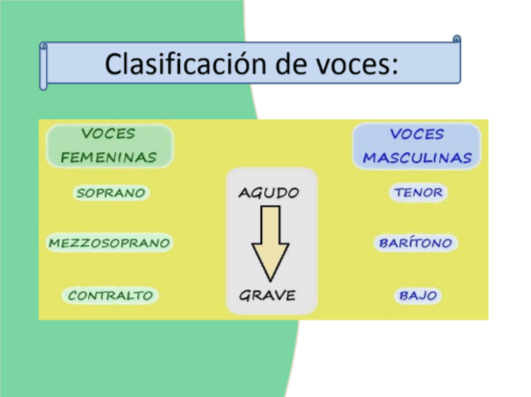 Clasificación de voces:
VOCES
FEMENINAS
SOPRANO
MEZZOSOPRANO
CONTRALTO
AGUDO
GRAVE
VOCES
MASCULINAS
TENOR
BARÍTONO
BAJO